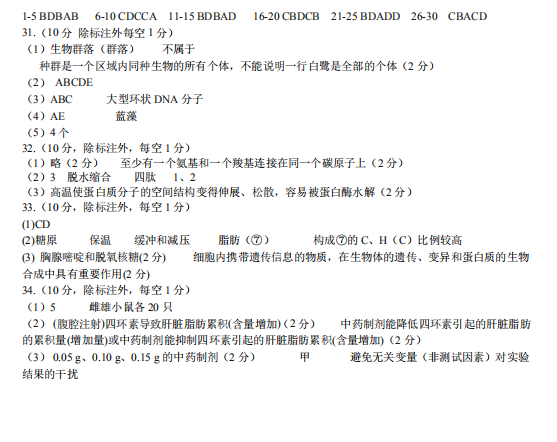 1-5 BDBAB 6-10 CDCCA 11-15 BDBAD 16-20 CBDCB 21-25 BDADD 26-30 CBACD
31.（10 分 除标注外每空 1 分）
（1）生物群落（群落） 不属于
种群是一个区域内同种生物的所有个体，不能说明一行白鹭是全部的个体（2 分）
（2） ABCDE
（3）ABC 大型环状 DNA 分子
（4）AE 蓝藻
（5）4 个
32.（10 分，除标注外，每空 1 分）
（1）略（2 分） 至少有一个氨基和一个羧基连接在同一个碳原子上（2 分）
（2）3 脱水缩合 四肽 1、2
（3）高温使蛋白质分子的空间结构变得伸展、松散，容易被蛋白酶水解（2 分）
33.（10 分，除标注外，每空 1 分）
(1)CD
(2)糖原 保温 缓冲和减压 脂肪（⑦） 构成⑦的 C、H（C）比例较高
(3) 胸腺嘧啶和脱氧核糖(2 分) 细胞内携带遗传信息的物质，在生物体的遗传、变异和蛋白质的生物
合成中具有重要作用(2 分)
34.（10 分，除标注外，每空 1 分）
（1）5 雌雄小鼠各 20 只
（2）(腹腔注射)四环素导致肝脏脂肪累积(含量增加)（2 分） 中药制剂能降低四环素引起的肝脏脂肪
的累积量(增加量)或中药制剂能抑制四环素引起的肝脏脂肪累积(含量增加)（2 分）
（3） 0.05 g、0.10 g、0.15 g 的中药制剂（2 分） 甲 避免无关变量（非测试因素）对实验
结果的干扰